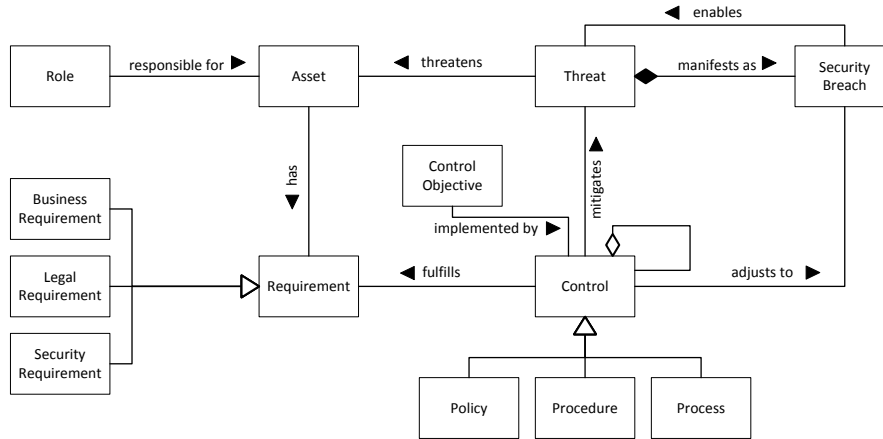 enables
Role
responsible for
Asset
threatens
Threat
manifests as
Security
Breach
has
mitigates
Control
Objective
implemented by
Business
Requirement
Legal
Requirement
Security
Requirement
Requirement
fulfills
Control
adjusts to
Policy
Procedure
Process